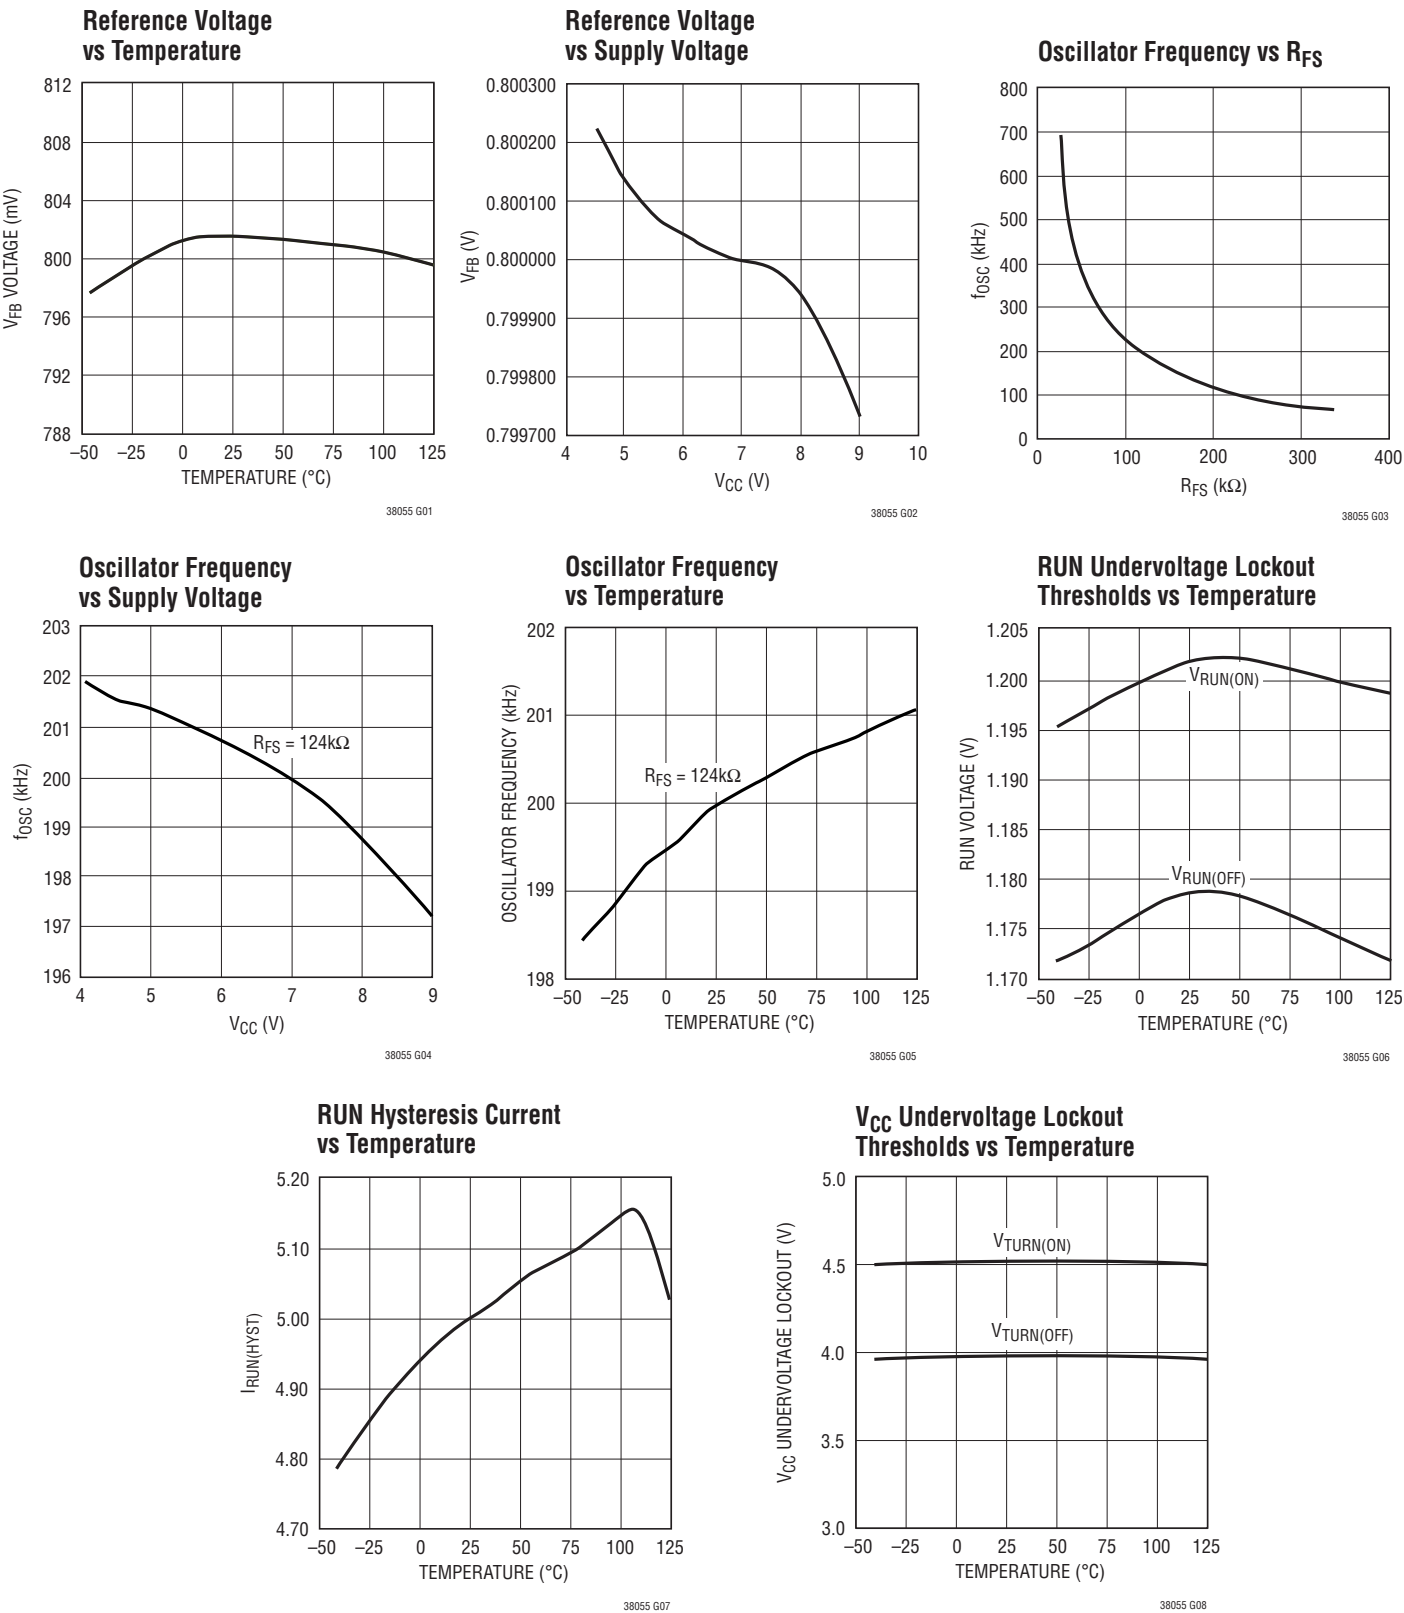 Reference Voltage
vs Temperature
812
808
804
800
796
792
788
VFB VOLTAGE (mV)
–50 –25 0 25 50 75 100 125
TEMPERATURE (°C)
38055 G01
Reference Voltage
vs Supply Voltage
0.800300
0.800200
0.800100
0.800000
0.799900
0.799800
0.799700
VFB (V)
4 5 6 7 8 9 10
VCC (V)
38055 G02
Oscillator Frequency vs RFS
800
700
600
500
400
300
200
100
0
fOSC (kHz)
0 100 200 300 400
RFS (kΩ)
38055 G03
Oscillator Frequency
vs Supply Voltage
203
202
201
200
199
198
197
196
fOSC (kHz)
RFS = 124kΩ
4 5 6 7 8 9
VCC (V)
38055 G04
Oscillator Frequency
vs Temperature
202
201
200
199
198
OSCILLATOR FREQUENCY (kHz)
RFS = 124kΩ
–50 –25 0 25 50 75 100 125
TEMPERATURE (°C)
38055 G05
RUN Undervoltage Lockout
Thresholds vs Temperature
1.205
1.200
1.195
1.190
1.185
1.180
1.175
1.170
RUN VOLTAGE (V)
VRUN(ON)
VRUN(OFF)
–50 –25 0 25 50 75 100 125
TEMPERATURE (°C)
38055 G06
RUN Hysteresis Current
vs Temperature
5.20
5.10
5.00
4.90
4.80
4.70
IRUN(HYST)
–50 –25 0 25 50 75 100 125
TEMPERATURE (°C)
38055 G07
VCC Undervoltage Lockout
Thresholds vs Temperature
5.0
4.5
4.0
3.5
3.0
VCC UNDERVOLTAGE LOCKOUT (V)
VTURN(ON)
VTURN(OFF)
–50 –25 0 25 50 75 100 125
TEMPERATURE (°C)
38055 G08